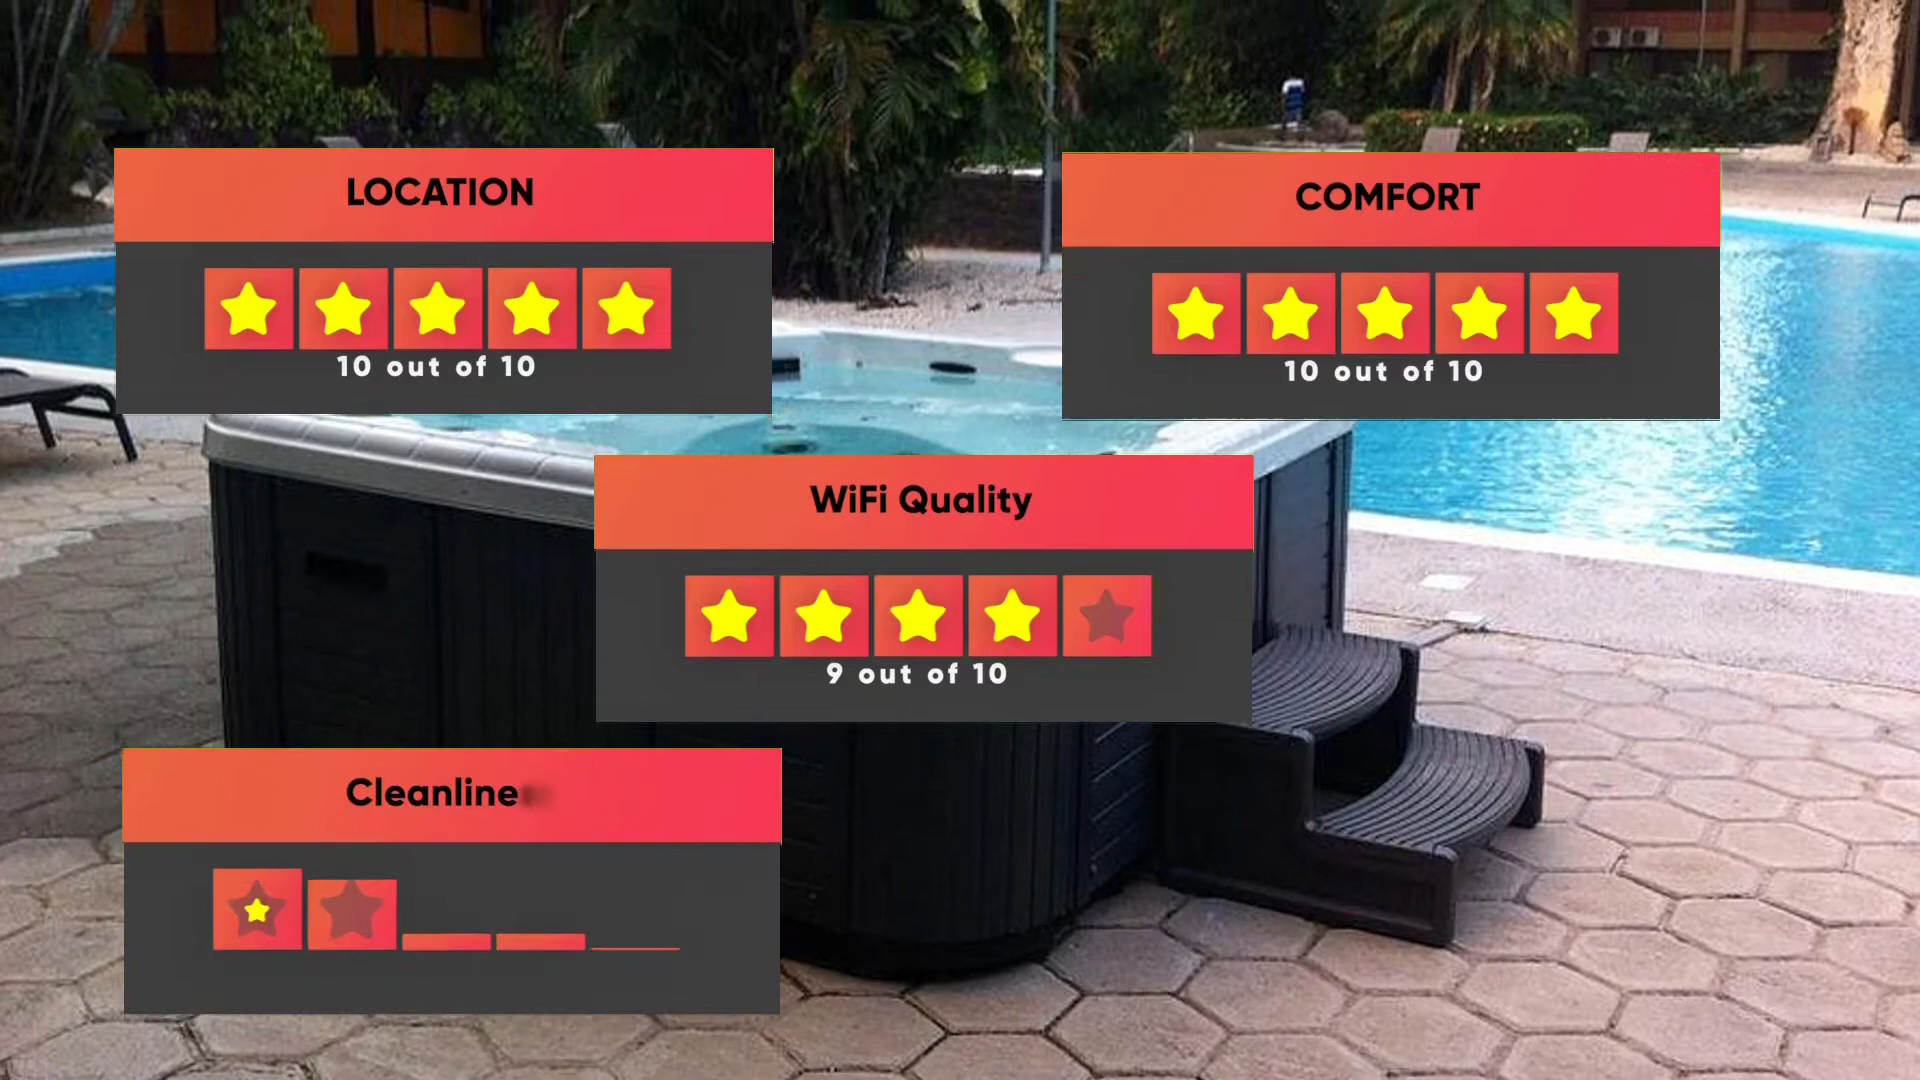 LOCATION
10 out of 10
COMFORT
10 out of 10
WiFi Quality
9 out of 10
Cleanline